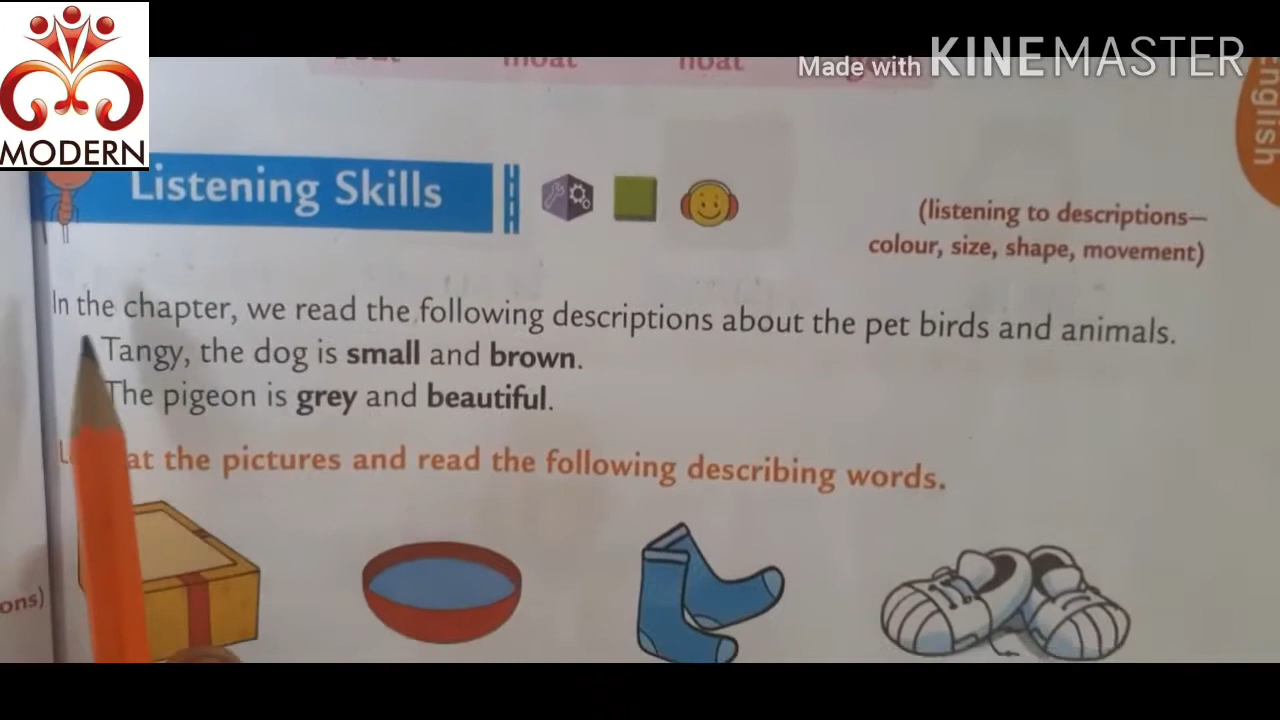 Made with KINEMASTER
MODERN
English
Listening Skills
(listening to descriptions—
colour, size, shape, movement)
In the chapter, we read the following descriptions about the pet birds and animals.
Tangy, the dog is small and brown.
The pigeon is grey and beautiful.
at the pictures and read the following describing words.
ons)